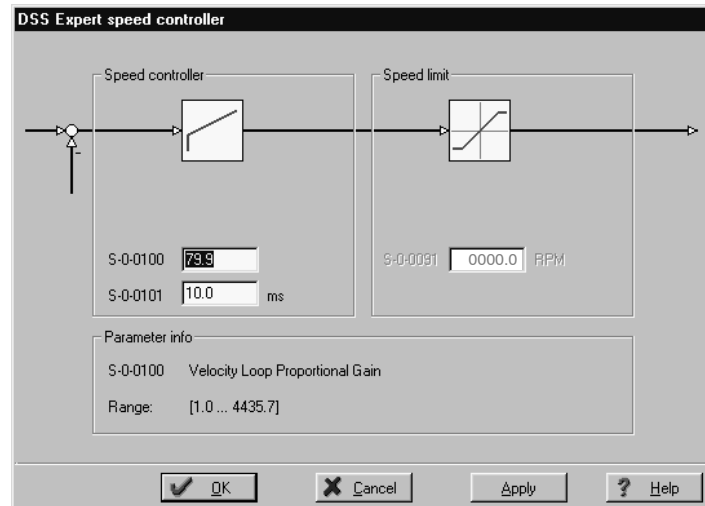 DSS Expert speed controller
Speed controller
Speed limit
-
S-0-0100 79.9
S-0-0091 0000.0 RPM
S-0-0101 10.0 ms
Parameter info
S-0-0100 Velocity Loop Proportional Gain
Range: [1.0 ... 4435.7]
OK Cancel Apply ? Help